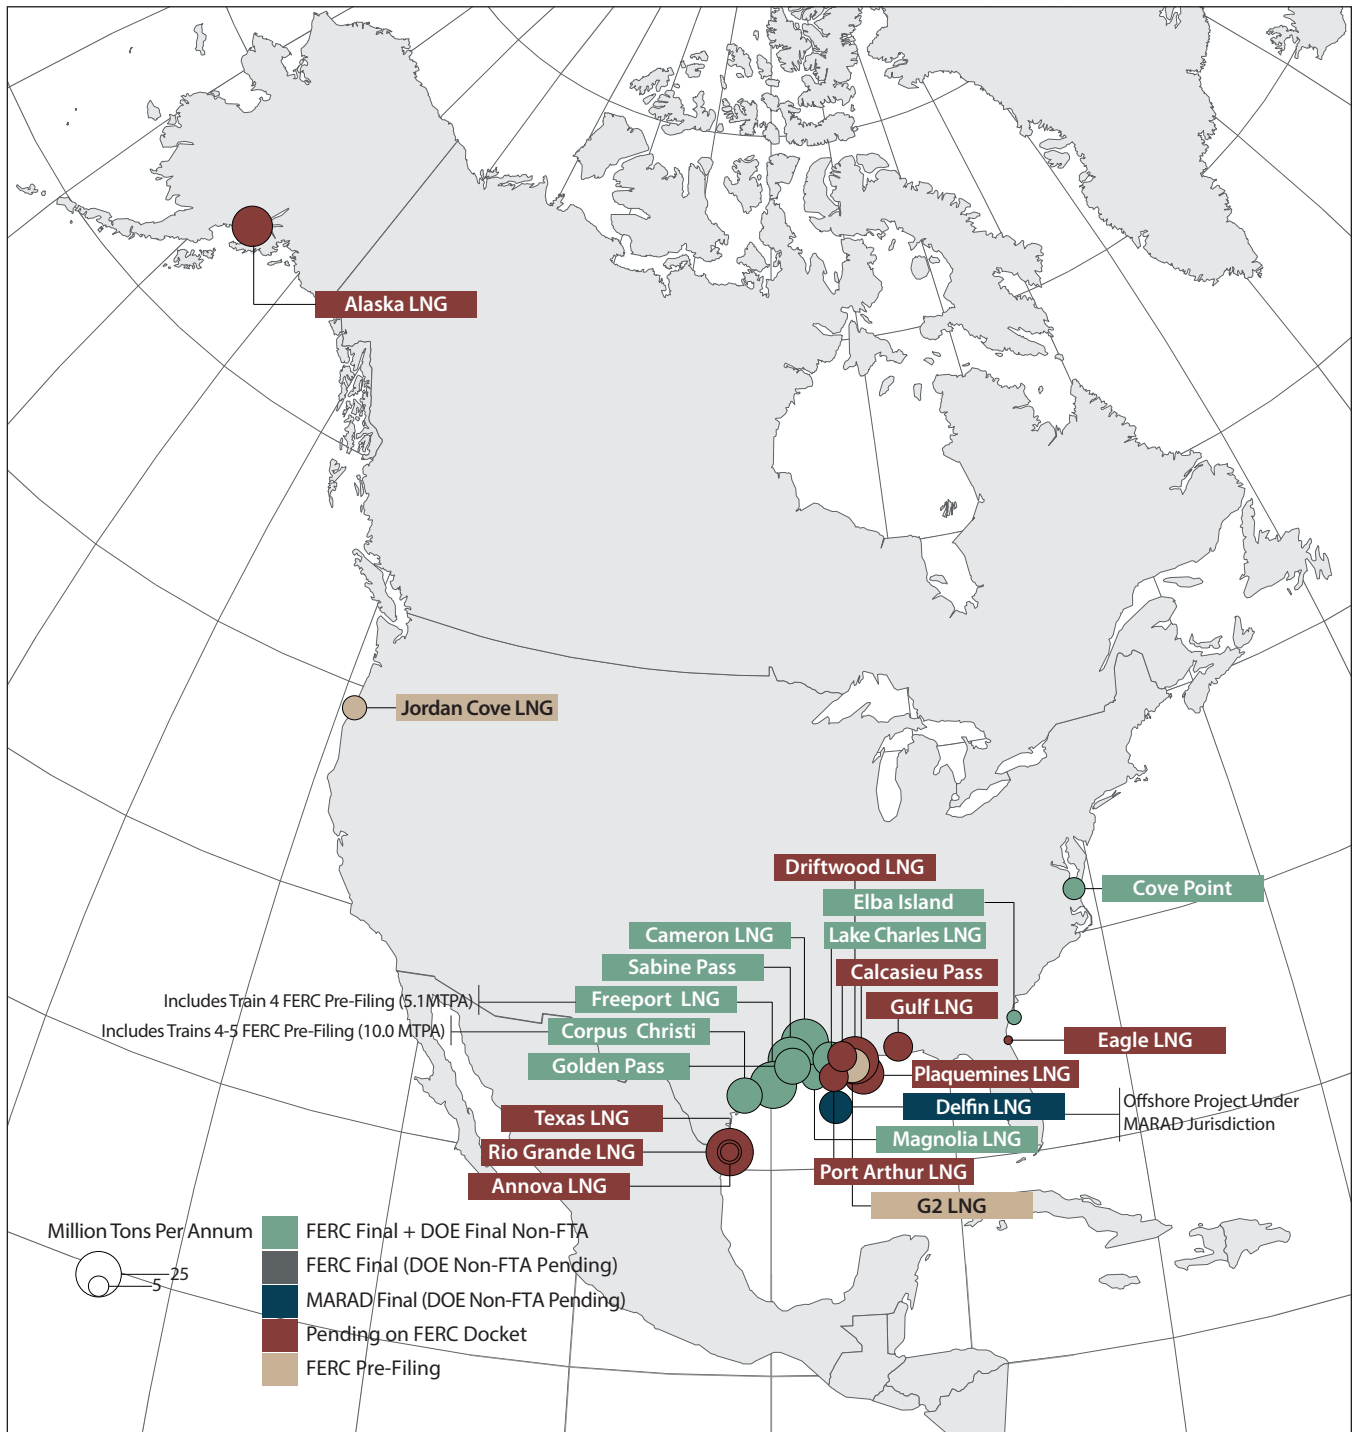 Alaska LNG
Jordan Cove LNG
Driftwood LNG
Cove Point
Elba Island
Cameron LNG
Lake Charles LNG
Sabine Pass
Calcasieu Pass
Includes Train 4 FERC Pre-Filing (5.1MTPA)
Freeport LNG
Gulf LNG
Includes Trains 4-5 FERC Pre-Filing (10.0 MTPA)
Corpus Christi
Eagle LNG
Golden Pass
Plaquemines LNG
Delfin LNG
Offshore Project Under
MARAD Jurisdiction
Texas LNG
Magnolia LNG
Rio Grande LNG
Port Arthur LNG
Annova LNG
G2 LNG
Million Tons Per Annum
25
5
FERC Final + DOE Final Non-FTA
FERC Final (DOE Non-FTA Pending)
MARAD Final (DOE Non-FTA Pending)
Pending on FERC Docket
FERC Pre-Filing